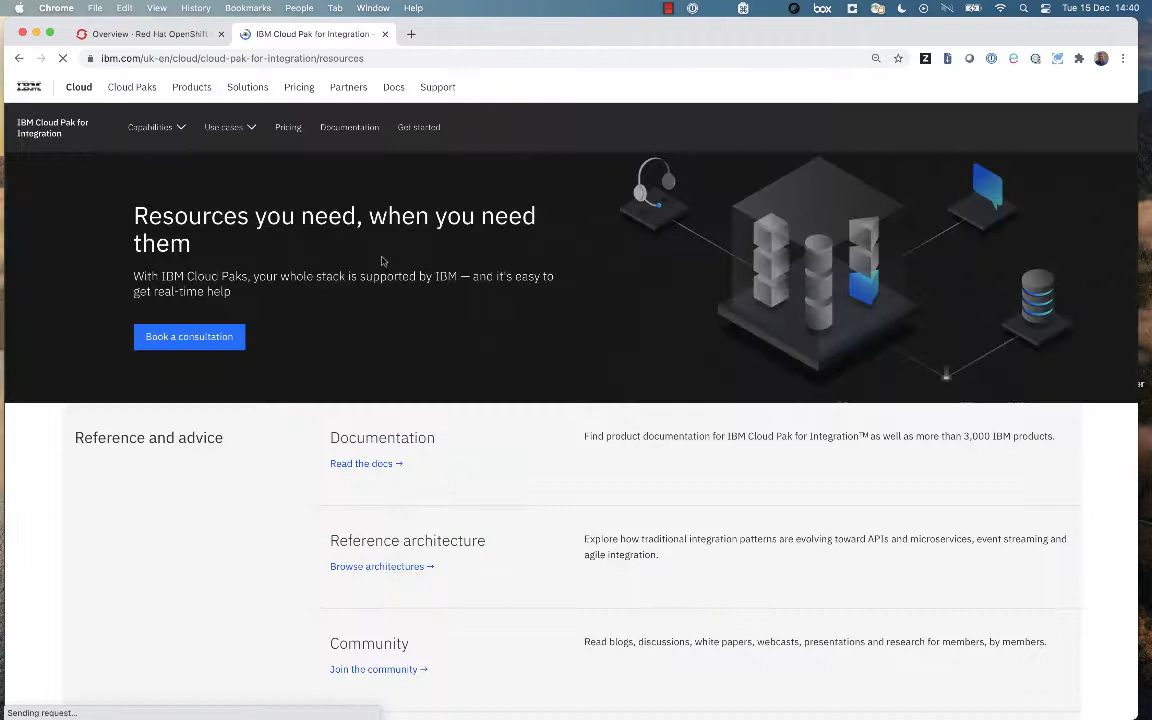 Chrome File Edit View History Bookmarks People Tab Window Help box Tue 15 Dec 14:40
Overview · Red Hat OpenShift
IBM Cloud Pak for Integration -
ibm.com/uk-en/cloud/cloud-pak-for-integration/resources
IBM Cloud Cloud Paks Products Solutions Pricing Partners Docs Support
IBM Cloud Pak for
Integration
Capabilities Use cases Pricing Documentation Get started
Resources you need, when you need
them
With IBM Cloud Paks, your whole stack is supported by IBM — and it's easy to
get real-time help
Book a consultation
Reference and advice
Documentation
Find product documentation for IBM Cloud Pak for Integration™ as well as more than 3,000 IBM products.
Read the docs →
Reference architecture
Explore how traditional integration patterns are evolving toward APIs and microservices, event streaming and
agile integration.
Browse architectures →
Community
Read blogs, discussions, white papers, webcasts, presentations and research for members, by members.
Join the community →
Sending request...